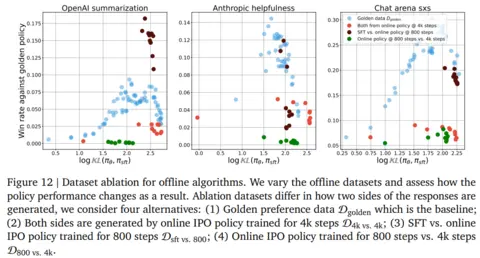 OpenAI summarization
Anthropic helpfulness
Chat arena sxs
Golden data D_golden
Both from online policy @ 4k steps
SFT vs. online policy @ 800
Online policy @ 800 steps vs. 4k steps
Win rate against golden policy
0.175
0.150
0.125
0.100
0.075
0.050
0.025
0.000
0.14
0.12
0.10
0.08
0.06
0.04
0.02
0.00
0.30
0.25
0.20
0.15
0.10
0.05
0.5 1.0 1.5 2.0 2.5
0.0 0.5 1.0 1.5 2.0 2.5
0.25 0.50 0.75 1.00 1.25 1.50 1.75 2.00 2.25
log KL(πθ, πsft)
log KL(πθ, πsft)
log KL(πθ, πsft)
Figure 12 | Dataset ablation for offline algorithms. We vary the offline datasets and assess how the
policy performance changes as a result. Ablation datasets differ in how two sides of the responses are
generated, we consider four alternatives: (1) Golden preference data D_golden which is the baseline;
(2) Both sides are generated by online IPO policy trained for 4k steps D_4k vs. 4k; (3) SFT vs. online
IPO policy trained for 800 steps D_sft vs. 800; (4) Online IPO policy trained for 800 steps vs. 4k steps
D_800 vs. 4k.